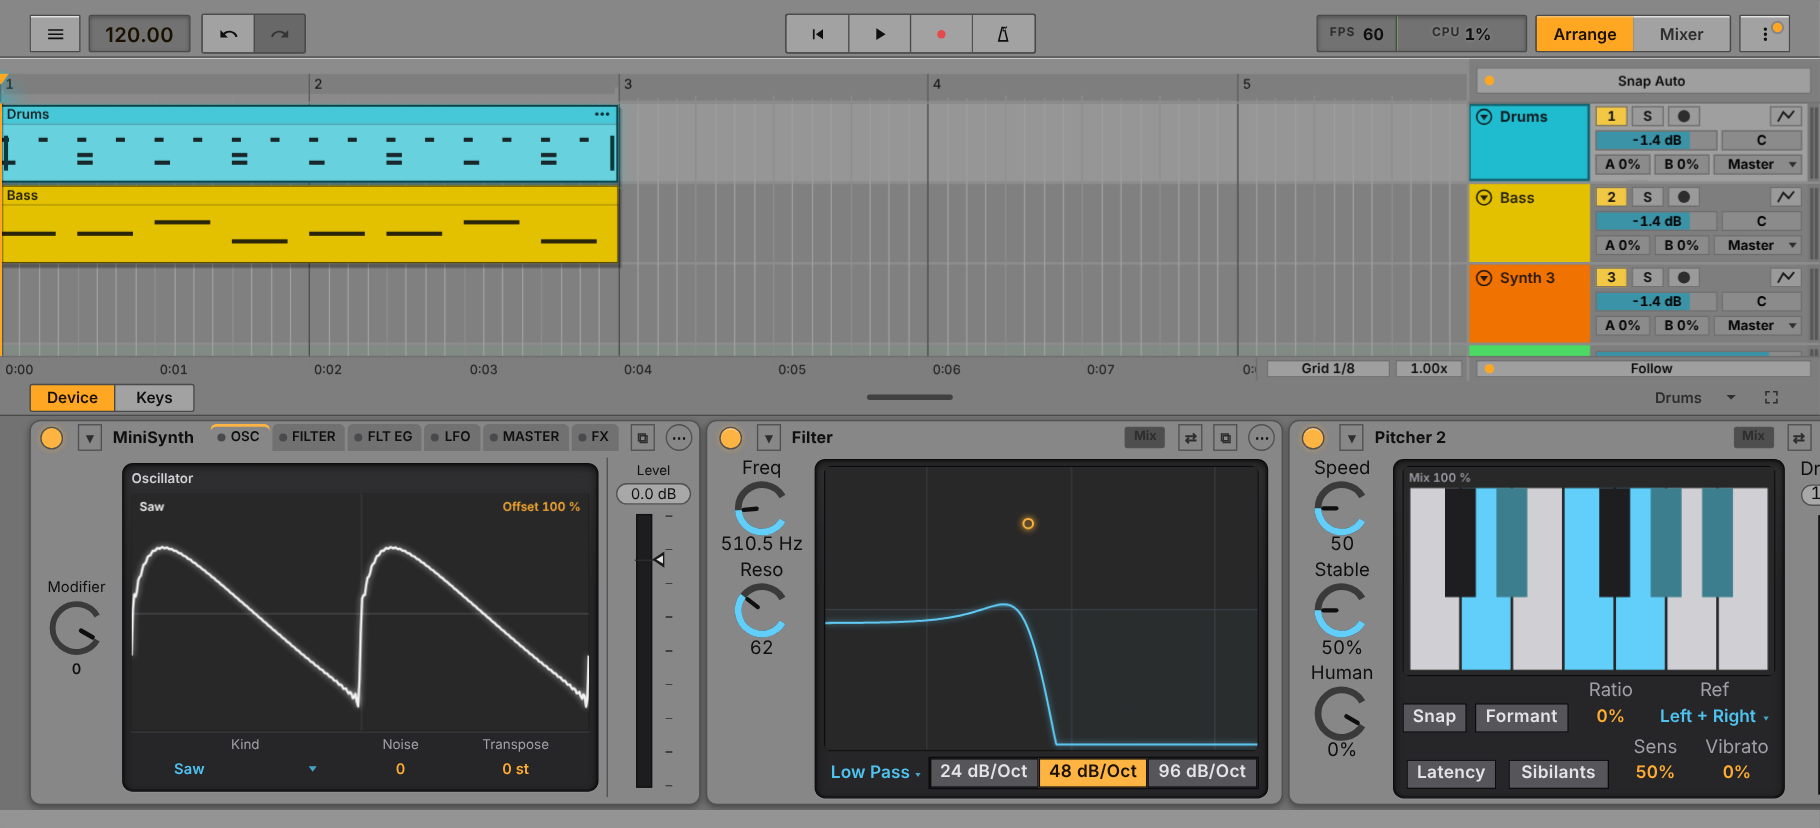 120.00
FPS 60 CPU 1%
Arrange Mixer
1 2 3 4 5
Snap Auto
Drums
Drums 1 S
-1.4 dB C
A 0% B 0% Master
Bass
Bass 2 S
-1.4 dB C
A 0% B 0% Master
Synth 3 3 S
-1.4 dB C
A 0% B 0% Master
0:00 0:01 0:02 0:03 0:04 0:05 0:06 0:07 Grid 1/8 1.00x Follow
Device Keys Drums
MiniSynth OSC FILTER FLT EG LFO MASTER FX
Level
0.0 dB
Oscillator
Saw Offset 100 %
Modifier
0
Kind Noise Transpose
Saw 0 0 st
Filter Mix
Freq
510.5 Hz
Reso
62
Low Pass 24 dB/Oct 48 dB/Oct 96 dB/Oct
Pitcher 2 Mix
Speed
50
Stable
50%
Human
0%
Mix 100 %
Ratio Ref
Snap Formant 0% Left + Right
Sens Vibrato
Latency Sibilants 50% 0%